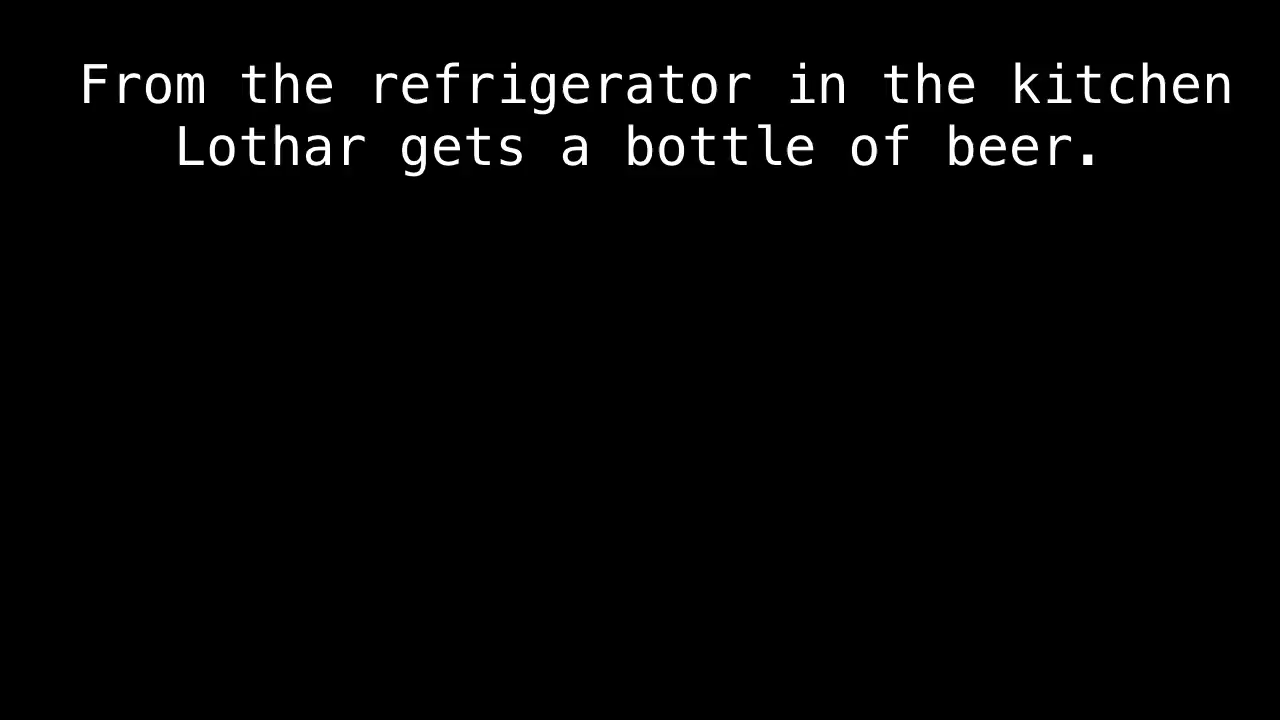 From the refrigerator in the kitchen
Lothar gets a bottle of beer.